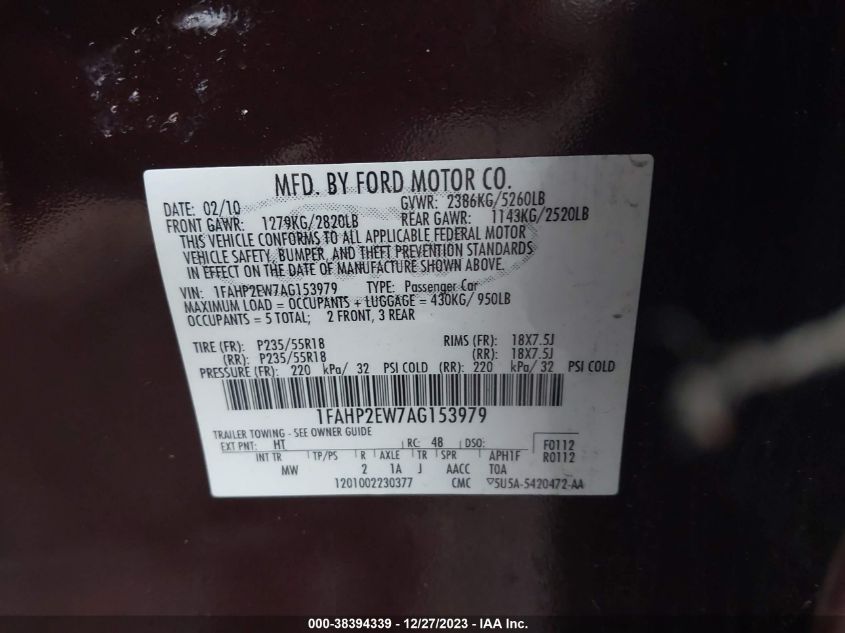 MFD. BY FORD MOTOR CO.
DATE: 02/10 GVWR: 2386KG/5260LB
FRONT GAWR: 1279KG/2820LB REAR GAWR: 1143KG/2520LB
THIS VEHICLE CONFORMS TO ALL APPLICABLE FEDERAL MOTOR
VEHICLE SAFETY, BUMPER, AND THEFT PREVENTION STANDARDS
IN EFFECT ON THE DATE OF MANUFACTURE SHOWN ABOVE.
VIN: 1FAHP2EW7AG153979 TYPE: Passenger Car
MAXIMUM LOAD = OCCUPANTS + LUGGAGE = 430KG/ 950LB
OCCUPANTS = 5 TOTAL; 2 FRONT, 3 REAR
TIRE (FR): P235/55R18 RIMS (FR): 18X7.5J
(RR): P235/55R18 (RR): 18X7.5J
PRESSURE (FR): 220 kPa/ 32 PSI COLD (RR): 220 kPa/ 32 PSI COLD
1FAHP2EW7AG153979
TRAILER TOWING - SEE OWNER GUIDE
EXT PNT: HT RC: 48 DSO: F0112
INT TR TP/PS R AXLE TR SPR APH1F R0112
MW 2 1A J AACC TOA
1201002230377 CMC ▽5U5A-5420472-AA
000-38394339 - 12/27/2023 - IAA Inc.